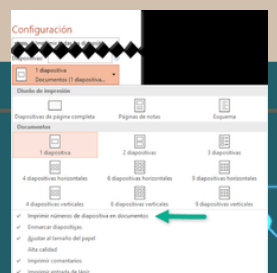 Configuración
Diapositivas:
1 diapositiva
Documentos (1 diapositiva...
Diseño de impresión
Diapositivas de página completa
Páginas de notas
Esquema
Documentos
1 diapositiva
2 diapositivas
3 diapositivas
4 diapositivas horizontales
6 diapositivas horizontales
9 diapositivas horizontales
4 diapositivas verticales
6 diapositivas verticales
9 diapositivas verticales
Imprimir números de diapositiva en documentos
Enmarcar diapositivas
Ajustar al tamaño del papel
Alta calidad
Imprimir comentarios
Imprimir entrada de lápiz